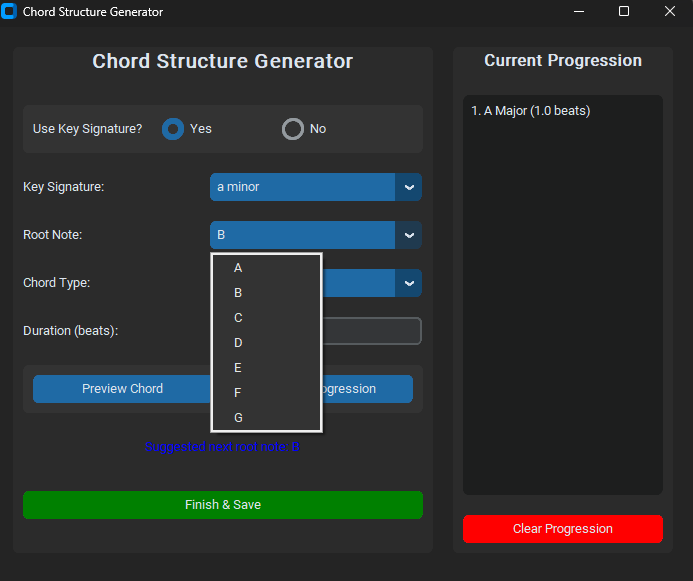 Chord Structure Generator
Chord Structure Generator
Use Key Signature?
Yes
No
Key Signature:
a minor
Root Note:
B
A
B
C
D
E
F
G
Chord Type:
Duration (beats):
Preview Chord
ogression
Suggested next root note: B
Finish & Save
Current Progression
1. A Major (1.0 beats)
Clear Progression